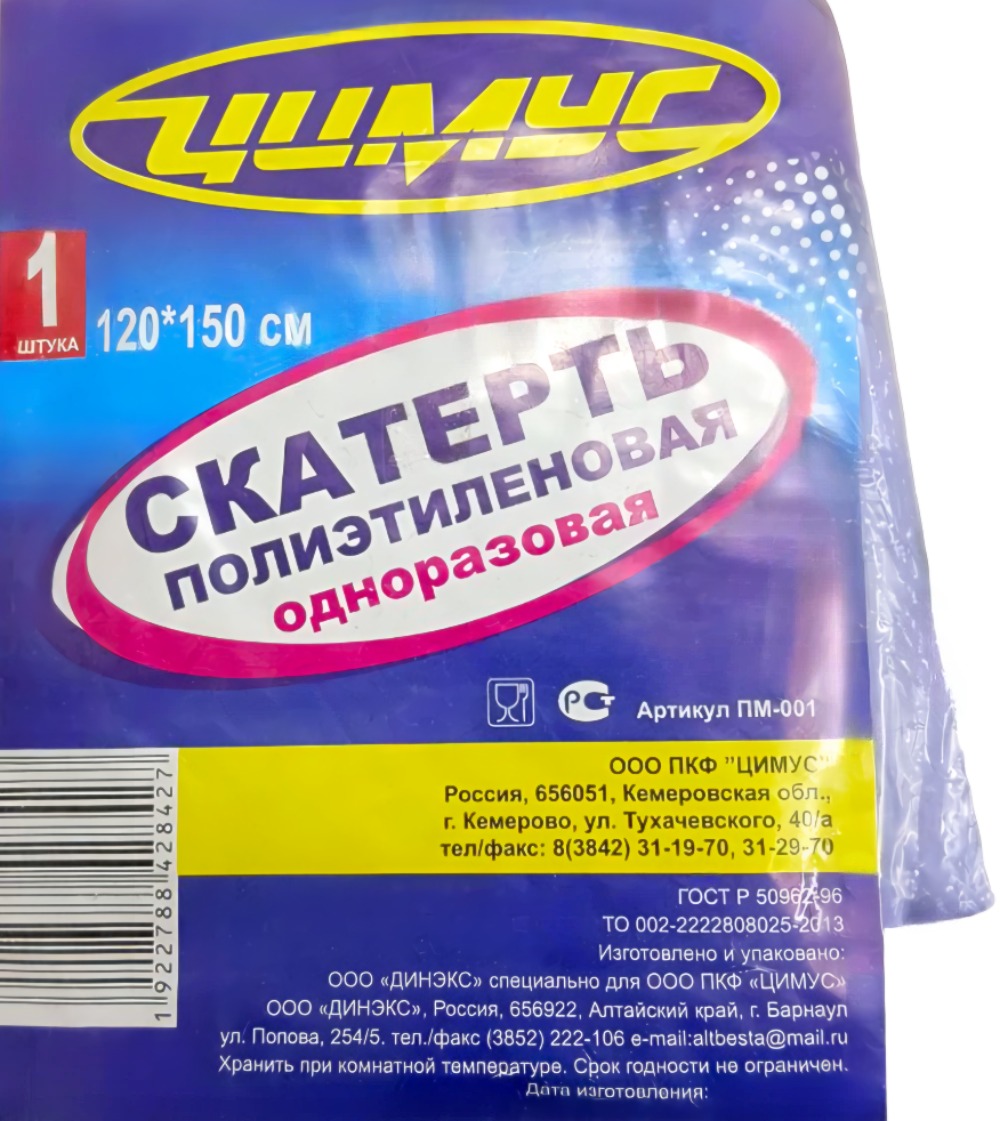 ЦИМУС
1
ШТУКА
120*150 см
СКАТЕРТЬ
ПОЛИЭТИЛЕНОВАЯ
одноразовая
РСТ Артикул ПМ-001
ООО ПКФ "ЦИМУС"
Россия, 656051, Кемеровская обл.,
г. Кемерово, ул. Тухачевского, 40/а
тел/факс: 8(3842) 31-19-70, 31-29-70
1922788428427
ГОСТ Р 50962-96
ТО 002-2222808025-2013
Изготовлено и упаковано:
ООО «ДИНЭКС» специально для ООО ПКФ «ЦИМУС»
ООО «ДИНЭКС», Россия, 656922, Алтайский край, г. Барнаул
ул. Попова, 254/5. тел./факс (3852) 222-106 e-mail:altbesta@mail.ru
Хранить при комнатной температуре. Срок годности не ограничен.
Дата изготовления: